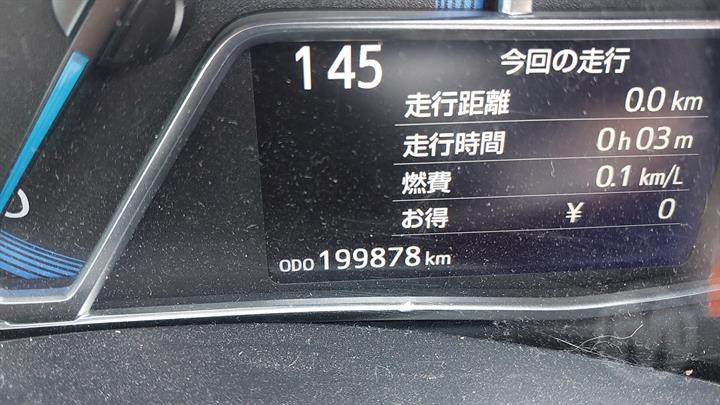 145
今回の走行
走行距離 0.0 km
走行時間 0h03m
燃費 0.1 km/L
お得 ¥ 0
ODO 199878 km